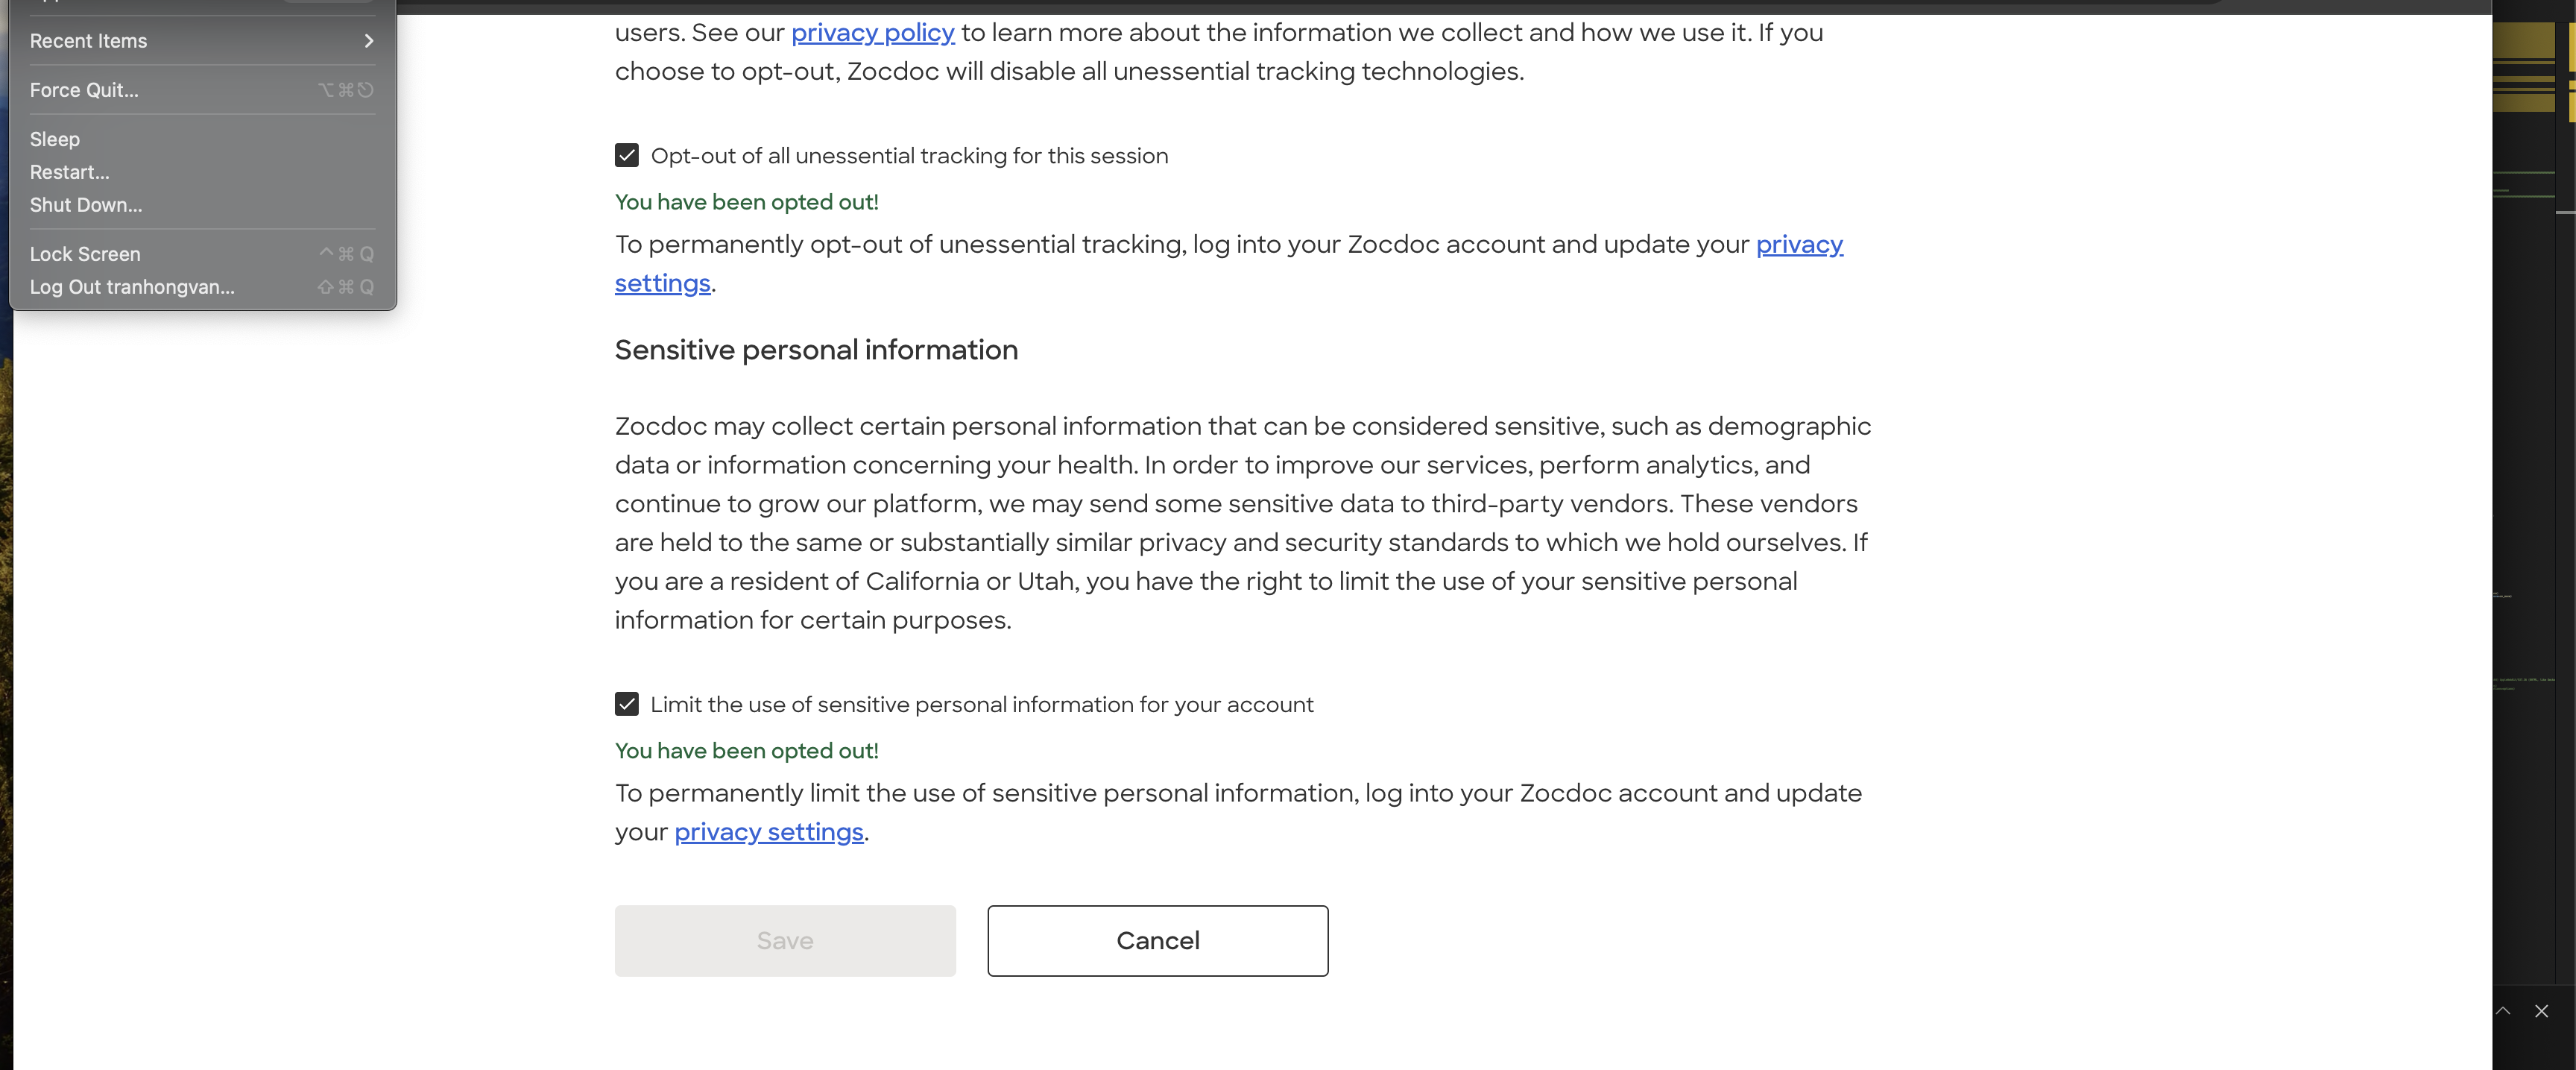 Recent Items
Force Quit... ⌥⌘⎋
Sleep
Restart...
Shut Down...
Lock Screen ^⌘Q
Log Out tranhongvan... ⇧⌘Q
users. See our privacy policy to learn more about the information we collect and how we use it. If you
choose to opt-out, Zocdoc will disable all unessential tracking technologies.
Opt-out of all unessential tracking for this session
You have been opted out!
To permanently opt-out of unessential tracking, log into your Zocdoc account and update your privacy
settings.
Sensitive personal information
Zocdoc may collect certain personal information that can be considered sensitive, such as demographic
data or information concerning your health. In order to improve our services, perform analytics, and
continue to grow our platform, we may send some sensitive data to third-party vendors. These vendors
are held to the same or substantially similar privacy and security standards to which we hold ourselves. If
you are a resident of California or Utah, you have the right to limit the use of your sensitive personal
information for certain purposes.
Limit the use of sensitive personal information for your account
You have been opted out!
To permanently limit the use of sensitive personal information, log into your Zocdoc account and update
your privacy settings.
Save
Cancel